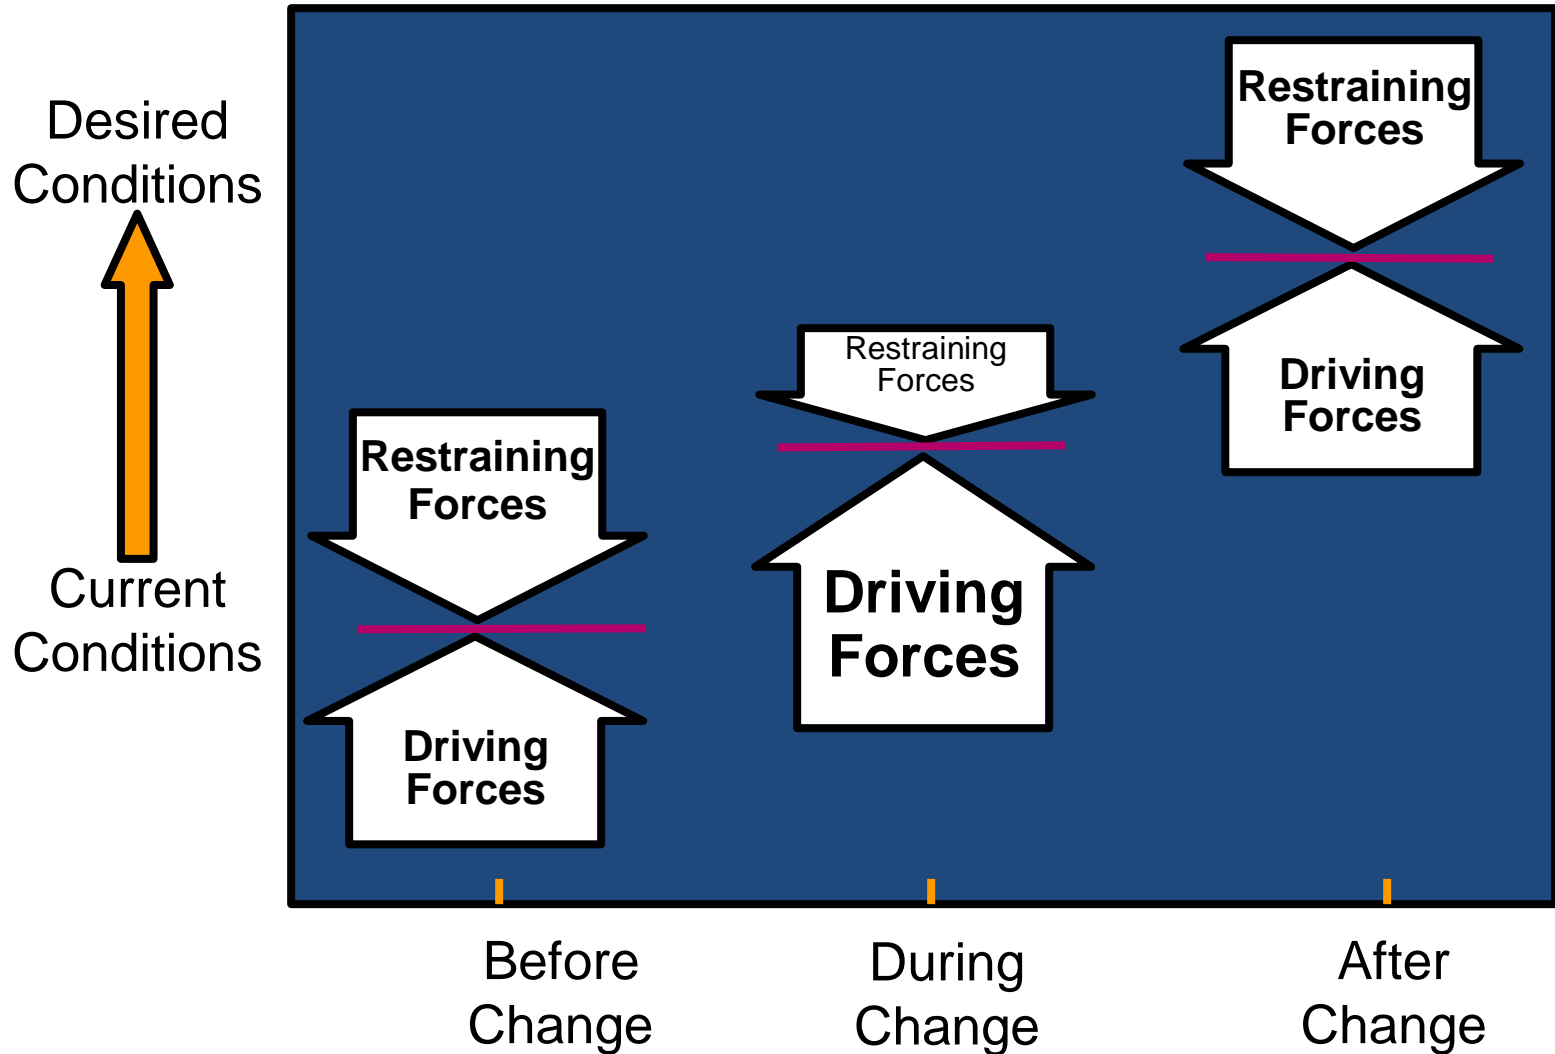 Desired
Conditions
Current
Conditions
Restraining
Forces
Driving
Forces
Restraining
Forces
Driving
Forces
Restraining
Forces
Driving
Forces
Before
Change
During
Change
After
Change